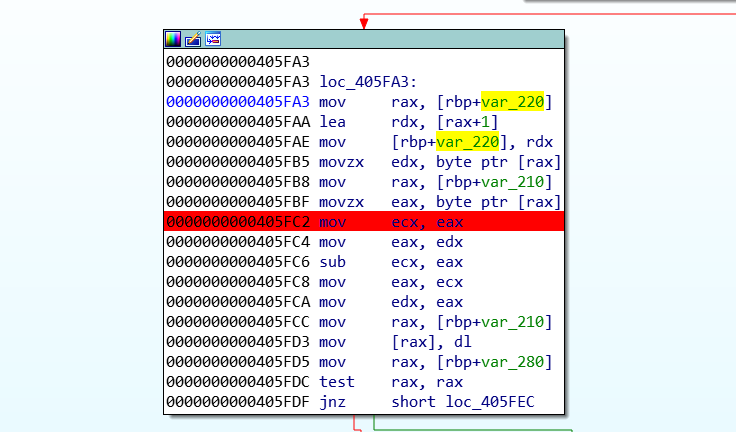 0000000000405FA3
0000000000405FA3 loc_405FA3:
0000000000405FA3 mov rax, [rbp+var_220]
0000000000405FAA lea rdx, [rax+1]
0000000000405FAE mov [rbp+var_220], rdx
0000000000405FB5 movzx edx, byte ptr [rax]
0000000000405FB8 mov rax, [rbp+var_210]
0000000000405FBF movzx eax, byte ptr [rax]
0000000000405FC2 mov ecx, eax
0000000000405FC4 mov eax, edx
0000000000405FC6 sub ecx, eax
0000000000405FC8 mov eax, ecx
0000000000405FCA mov edx, eax
0000000000405FCC mov rax, [rbp+var_210]
0000000000405FD3 mov [rax], dl
0000000000405FD5 mov rax, [rbp+var_280]
0000000000405FDC test rax, rax
0000000000405FDF jnz short loc_405FEC